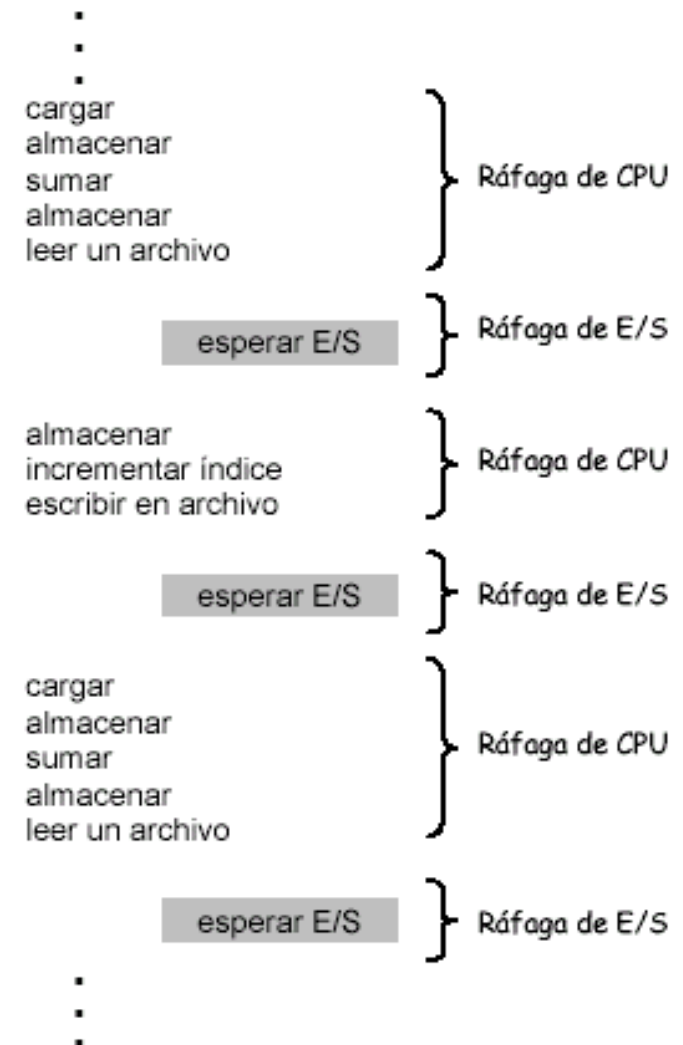 cargar
almacenar
sumar
almacenar
leer un archivo
Ráfaga de CPU
esperar E/S
Ráfaga de E/S
almacenar
incrementar índice
escribir en archivo
Ráfaga de CPU
esperar E/S
Ráfaga de E/S
cargar
almacenar
sumar
almacenar
leer un archivo
Ráfaga de CPU
esperar E/S
Ráfaga de E/S